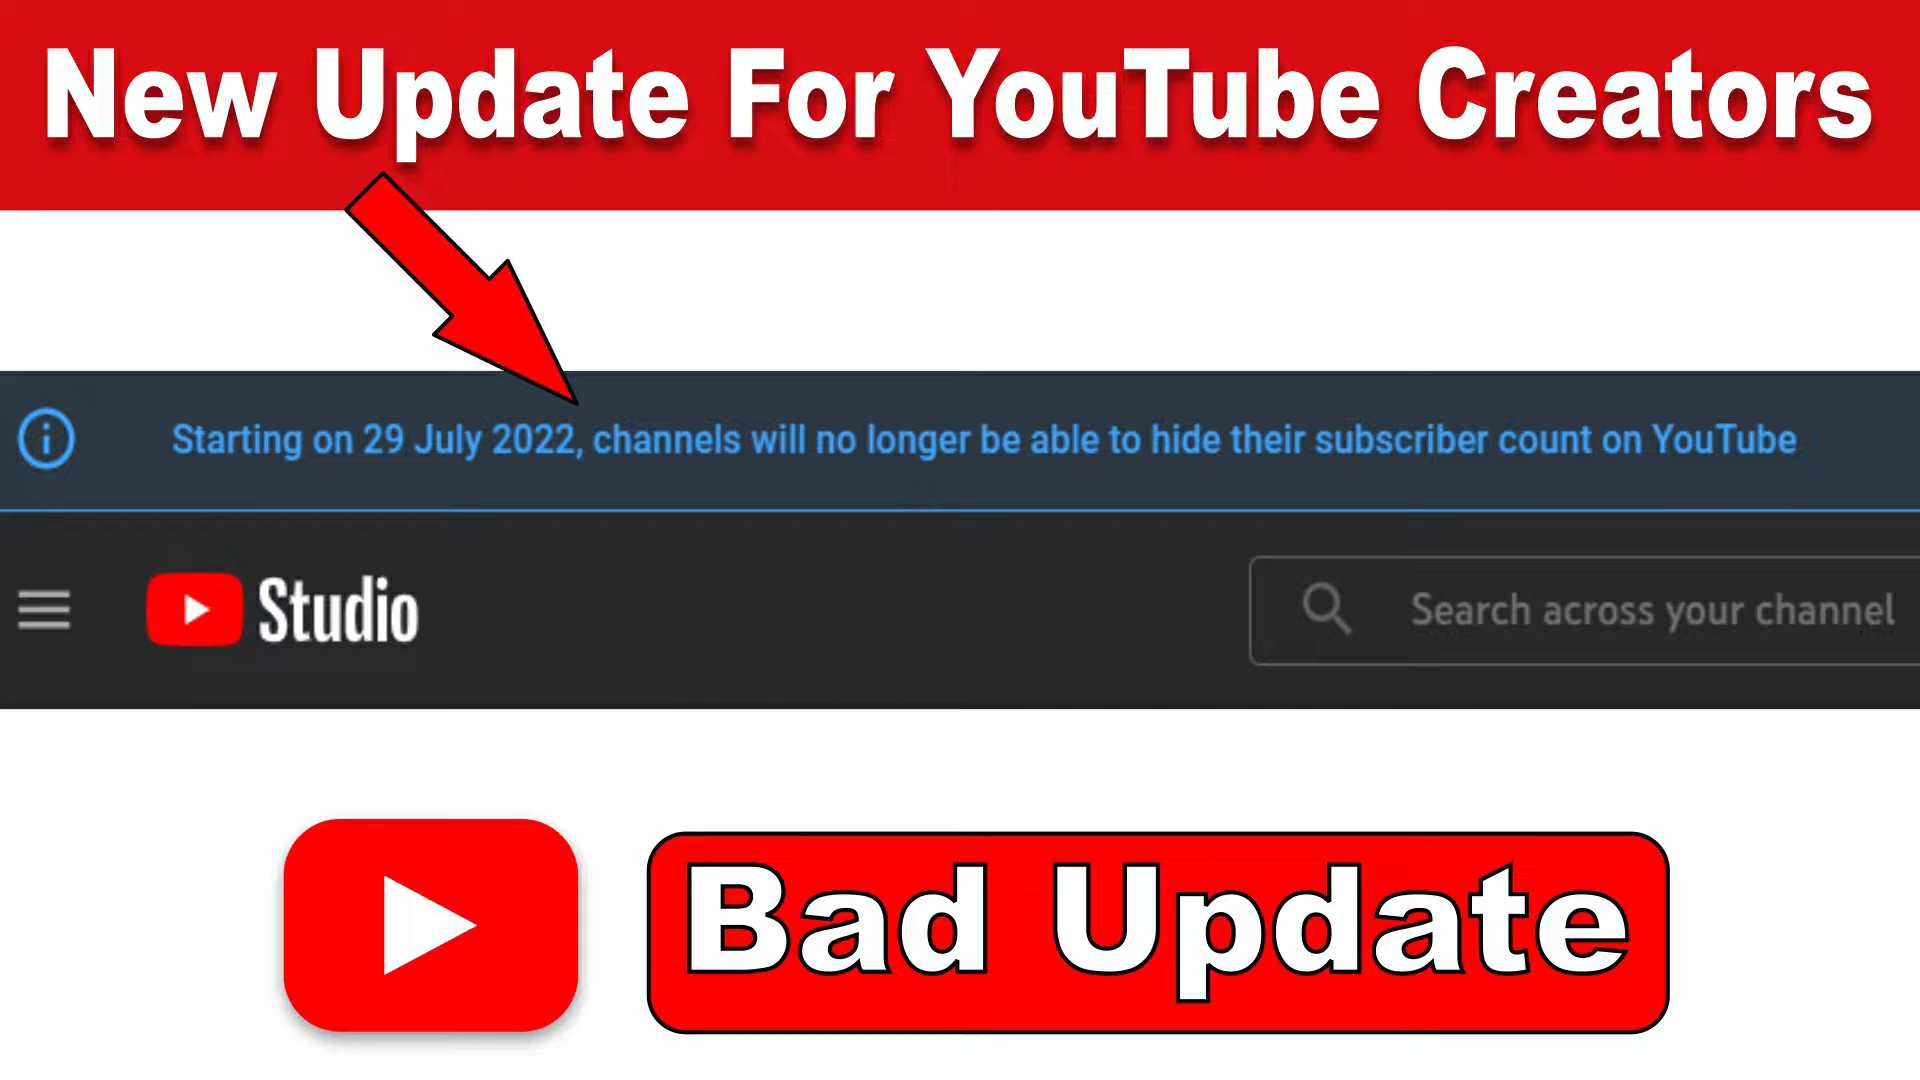 New Update For YouTube Creators
Starting on 29 July 2022, channels will no longer be able to hide their subscriber count on YouTube
Studio
Search across your channel
Bad Update